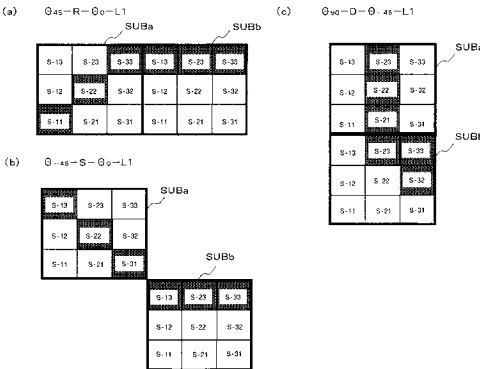 (a) Θ45-R-Θ0-L1
SUBa SUBb
S-13 S-23 S-33 S-13 S-23 S-33
S-12 S-22 S-32 S-12 S-22 S-32
S-11 S-21 S-31 S-11 S-21 S-31
(b) Θ-45→S-Θ0→L1
SUBa
S-13 S-23 S-33
S-12 S-22 S-32
S-11 S-21 S-31
SUBb
S-13 S-23 S-33
S-12 S-22 S-32
S-11 S-21 S-31
(c) Θ90-D-Θ-45-L1
SUBa
S-13 S-23 S-33
S-12 S-22 S-32
S-11 S-21 S-31
SUBb
S-13 S-23 S-33
S-12 S-22 S-32
S-11 S-21 S-31